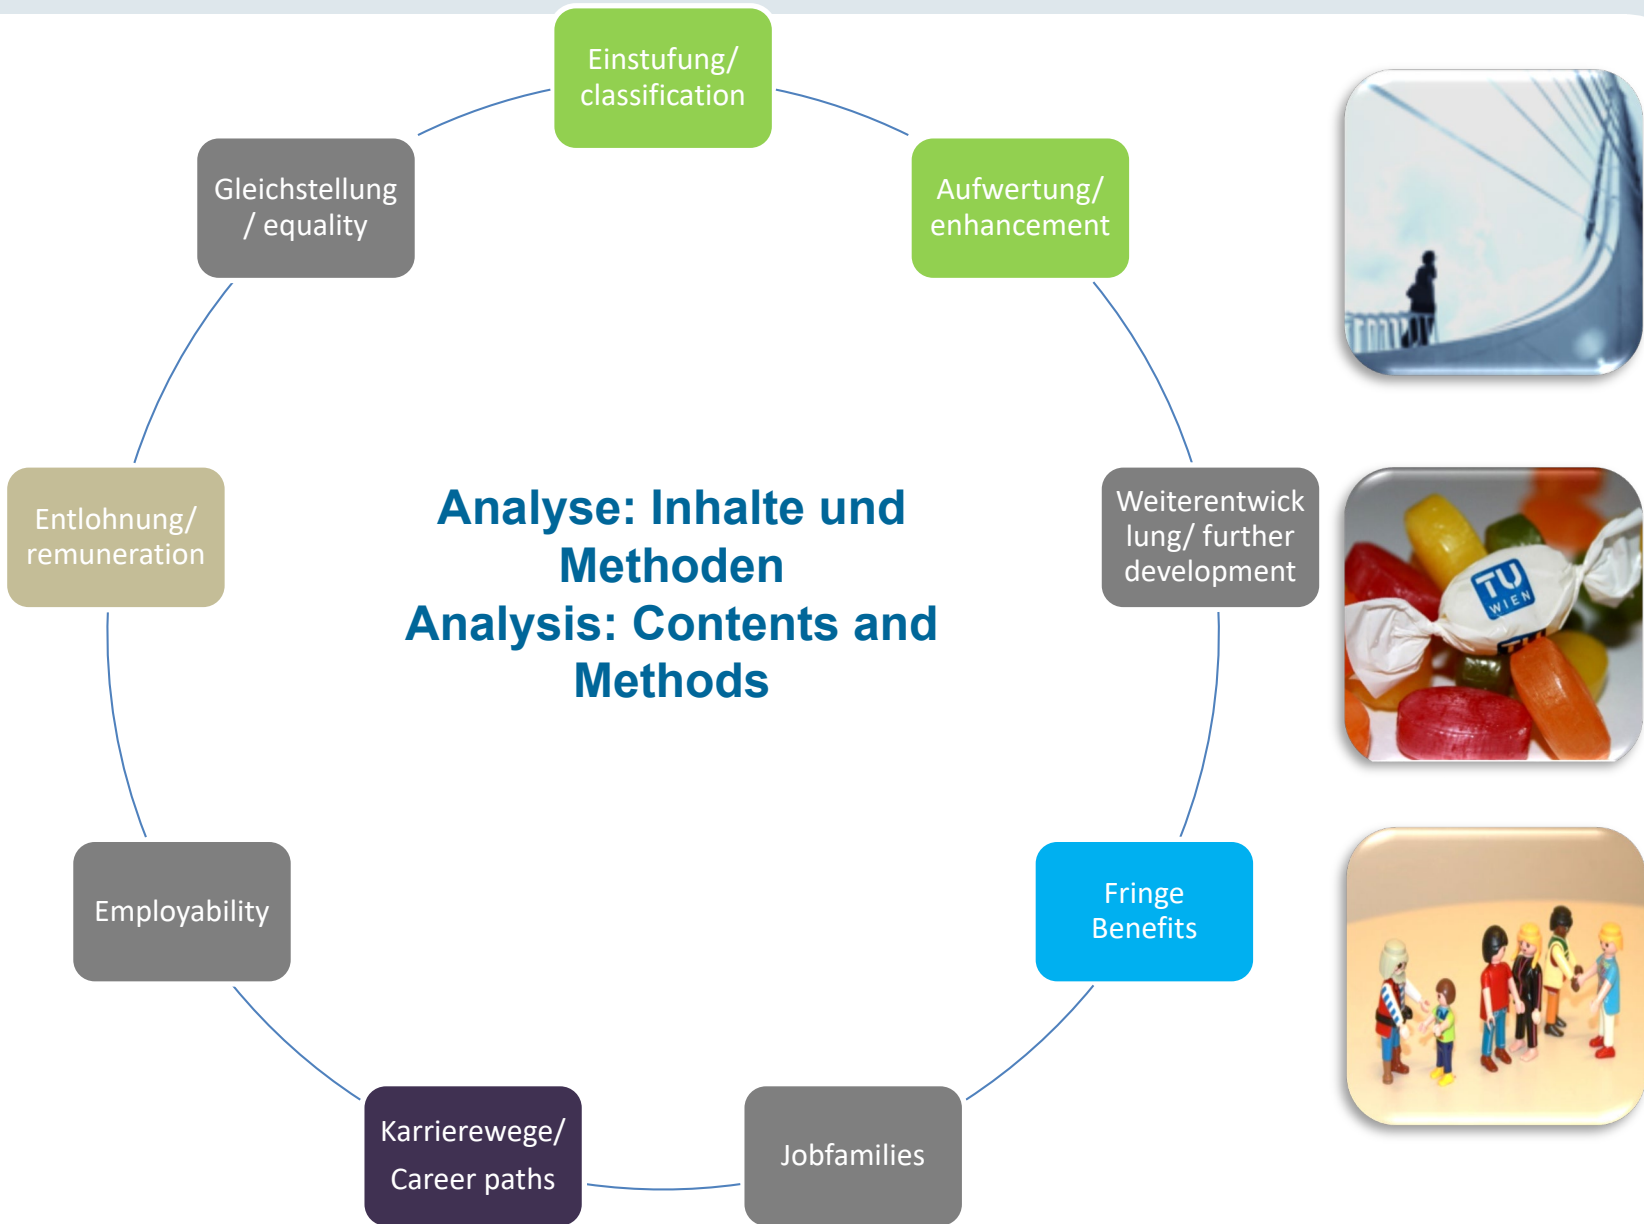 Einstufung/
classification
Aufwertung/
enhancement
Weiterentwick
lung/ further
development
Fringe
Benefits
Jobfamilies
Karrierewege/
Career paths
Employability
Entlohnung/
remuneration
Gleichstellung
/ equality
Analyse: Inhalte und
Methoden
Analysis: Contents and
Methods
TU
WIEN
TU